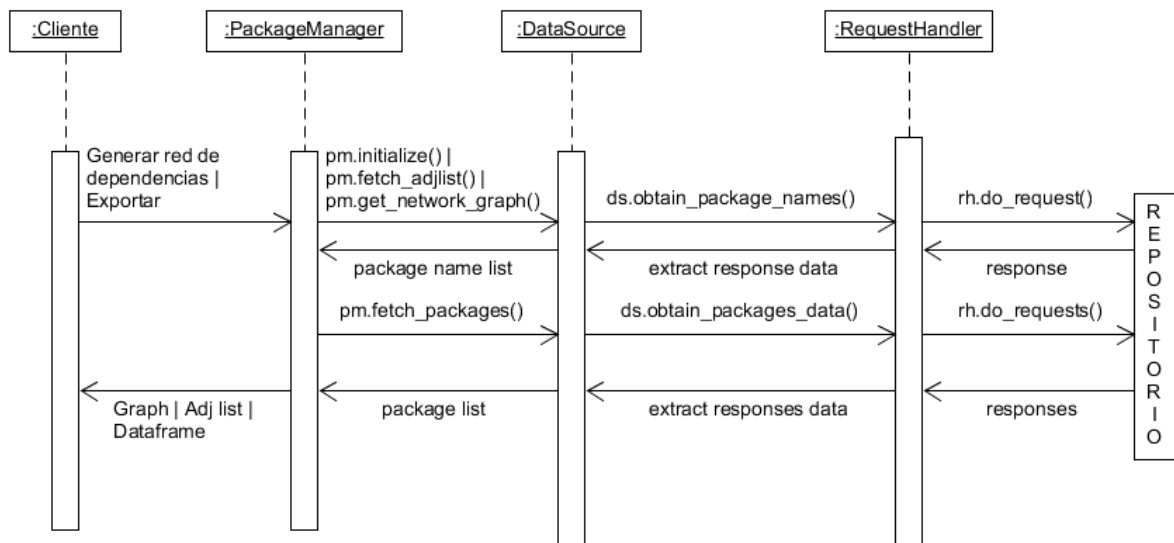 :Cliente
:PackageManager
:DataSource
:RequestHandler
Generar red de
dependencias |
Exportar
pm.initialize() |
pm.fetch_adjlist() |
pm.get_network_graph()
ds.obtain_package_names()
rh.do_request()
package name list
extract response data
response
pm.fetch_packages()
ds.obtain_packages_data()
rh.do_requests()
Graph | Adj list |
Dataframe
package list
extract responses data
responses
REPOSITORIO